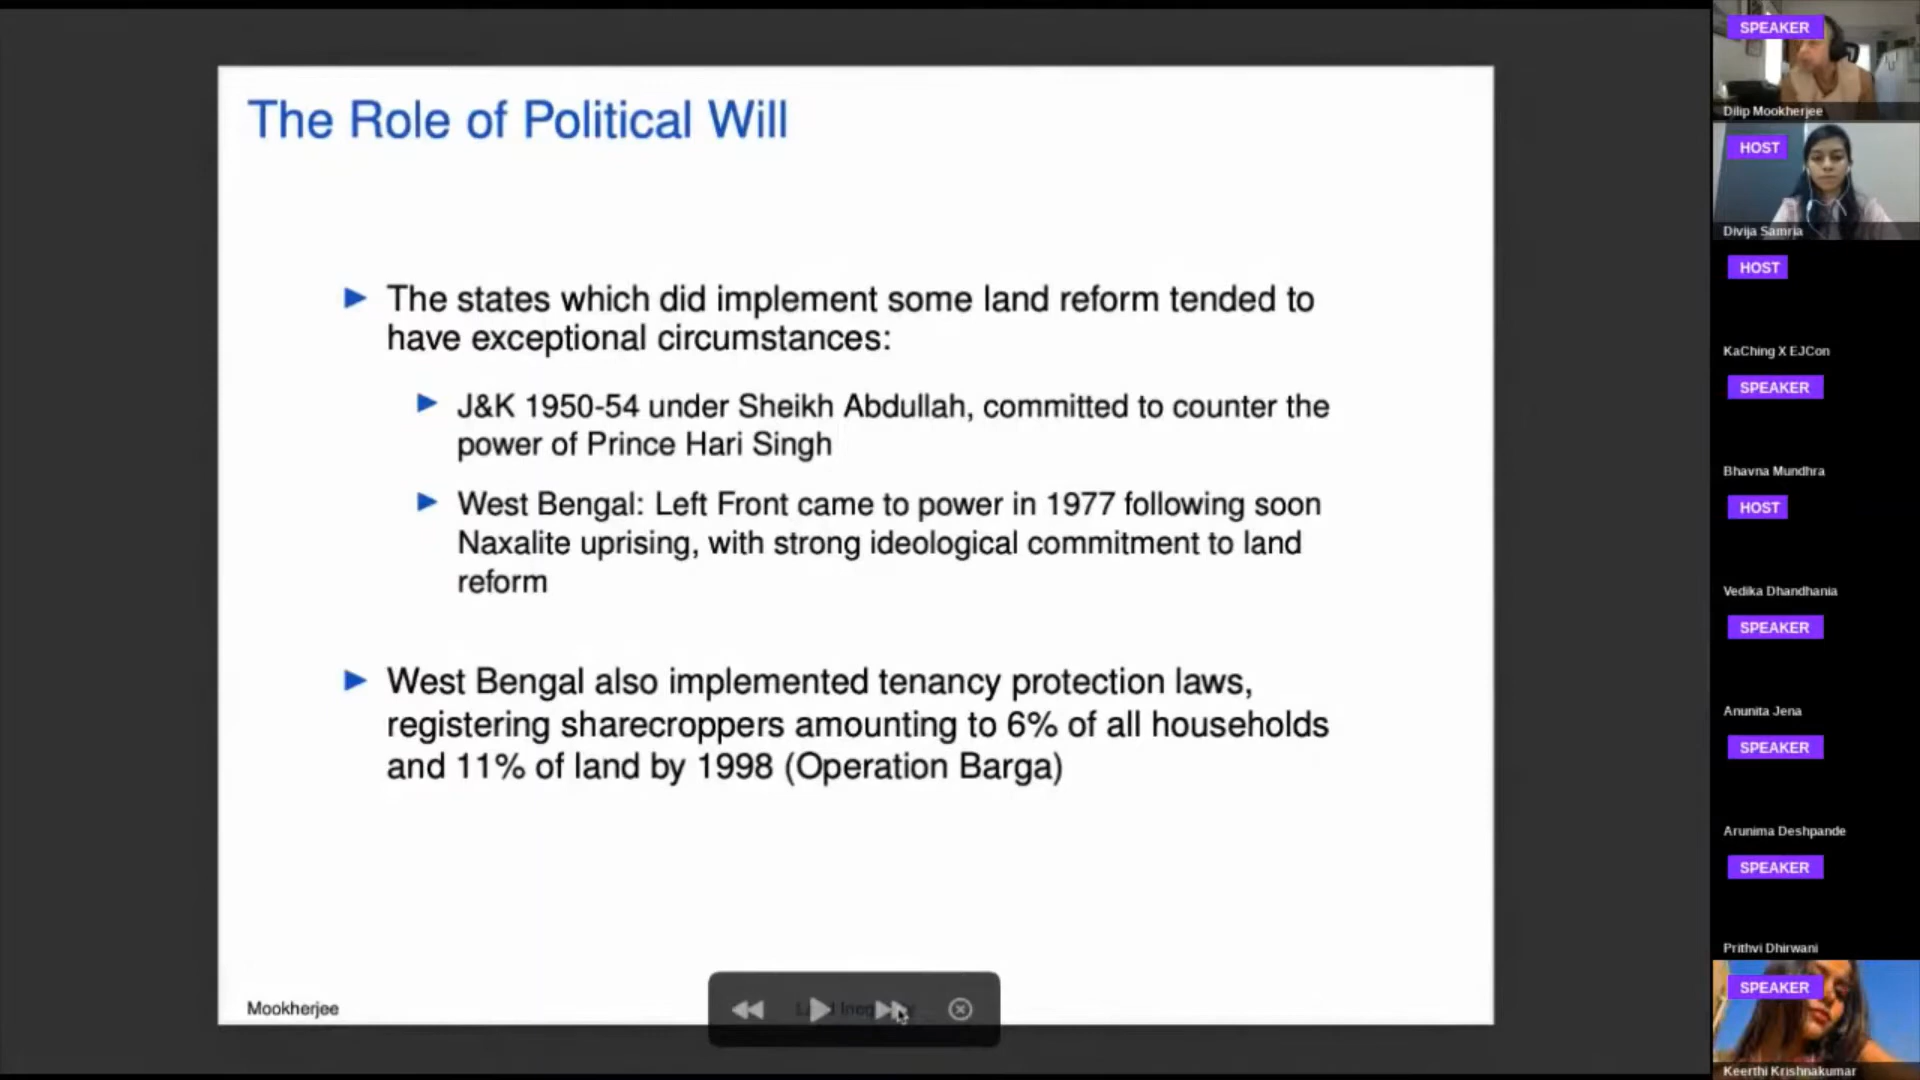 The Role of Political Will
The states which did implement some land reform tended to
have exceptional circumstances:
J&K 1950-54 under Sheikh Abdullah, committed to counter the
power of Prince Hari Singh
West Bengal: Left Front came to power in 1977 following soon
Naxalite uprising, with strong ideological commitment to land
reform
West Bengal also implemented tenancy protection laws,
registering sharecroppers amounting to 6% of all households
and 11% of land by 1998 (Operation Barga)
Mookherjee
SPEAKER
Dilip Mookherjee
HOST
Divija Samria
HOST
KaChing X EJCon
SPEAKER
Bhavna Mundhra
HOST
Vedika Dhandhania
SPEAKER
Anunita Jena
SPEAKER
Arunima Deshpande
SPEAKER
Prithvi Dhirwani
SPEAKER
Keerthi Krishnakumar